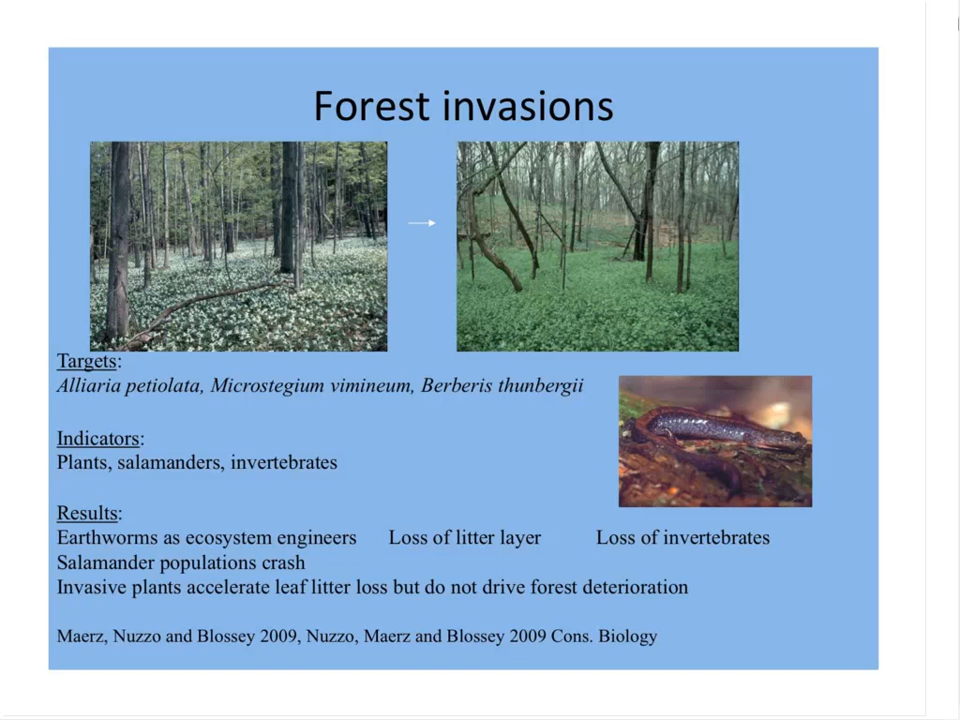 Forest invasions
Targets:
Alliaria petiolata, Microstegium vimineum, Berberis thunbergii
Indicators:
Plants, salamanders, invertebrates
Results:
Earthworms as ecosystem engineers Loss of litter layer Loss of invertebrates
Salamander populations crash
Invasive plants accelerate leaf litter loss but do not drive forest deterioration
Maerz, Nuzzo and Blossey 2009, Nuzzo, Maerz and Blossey 2009 Cons. Biology